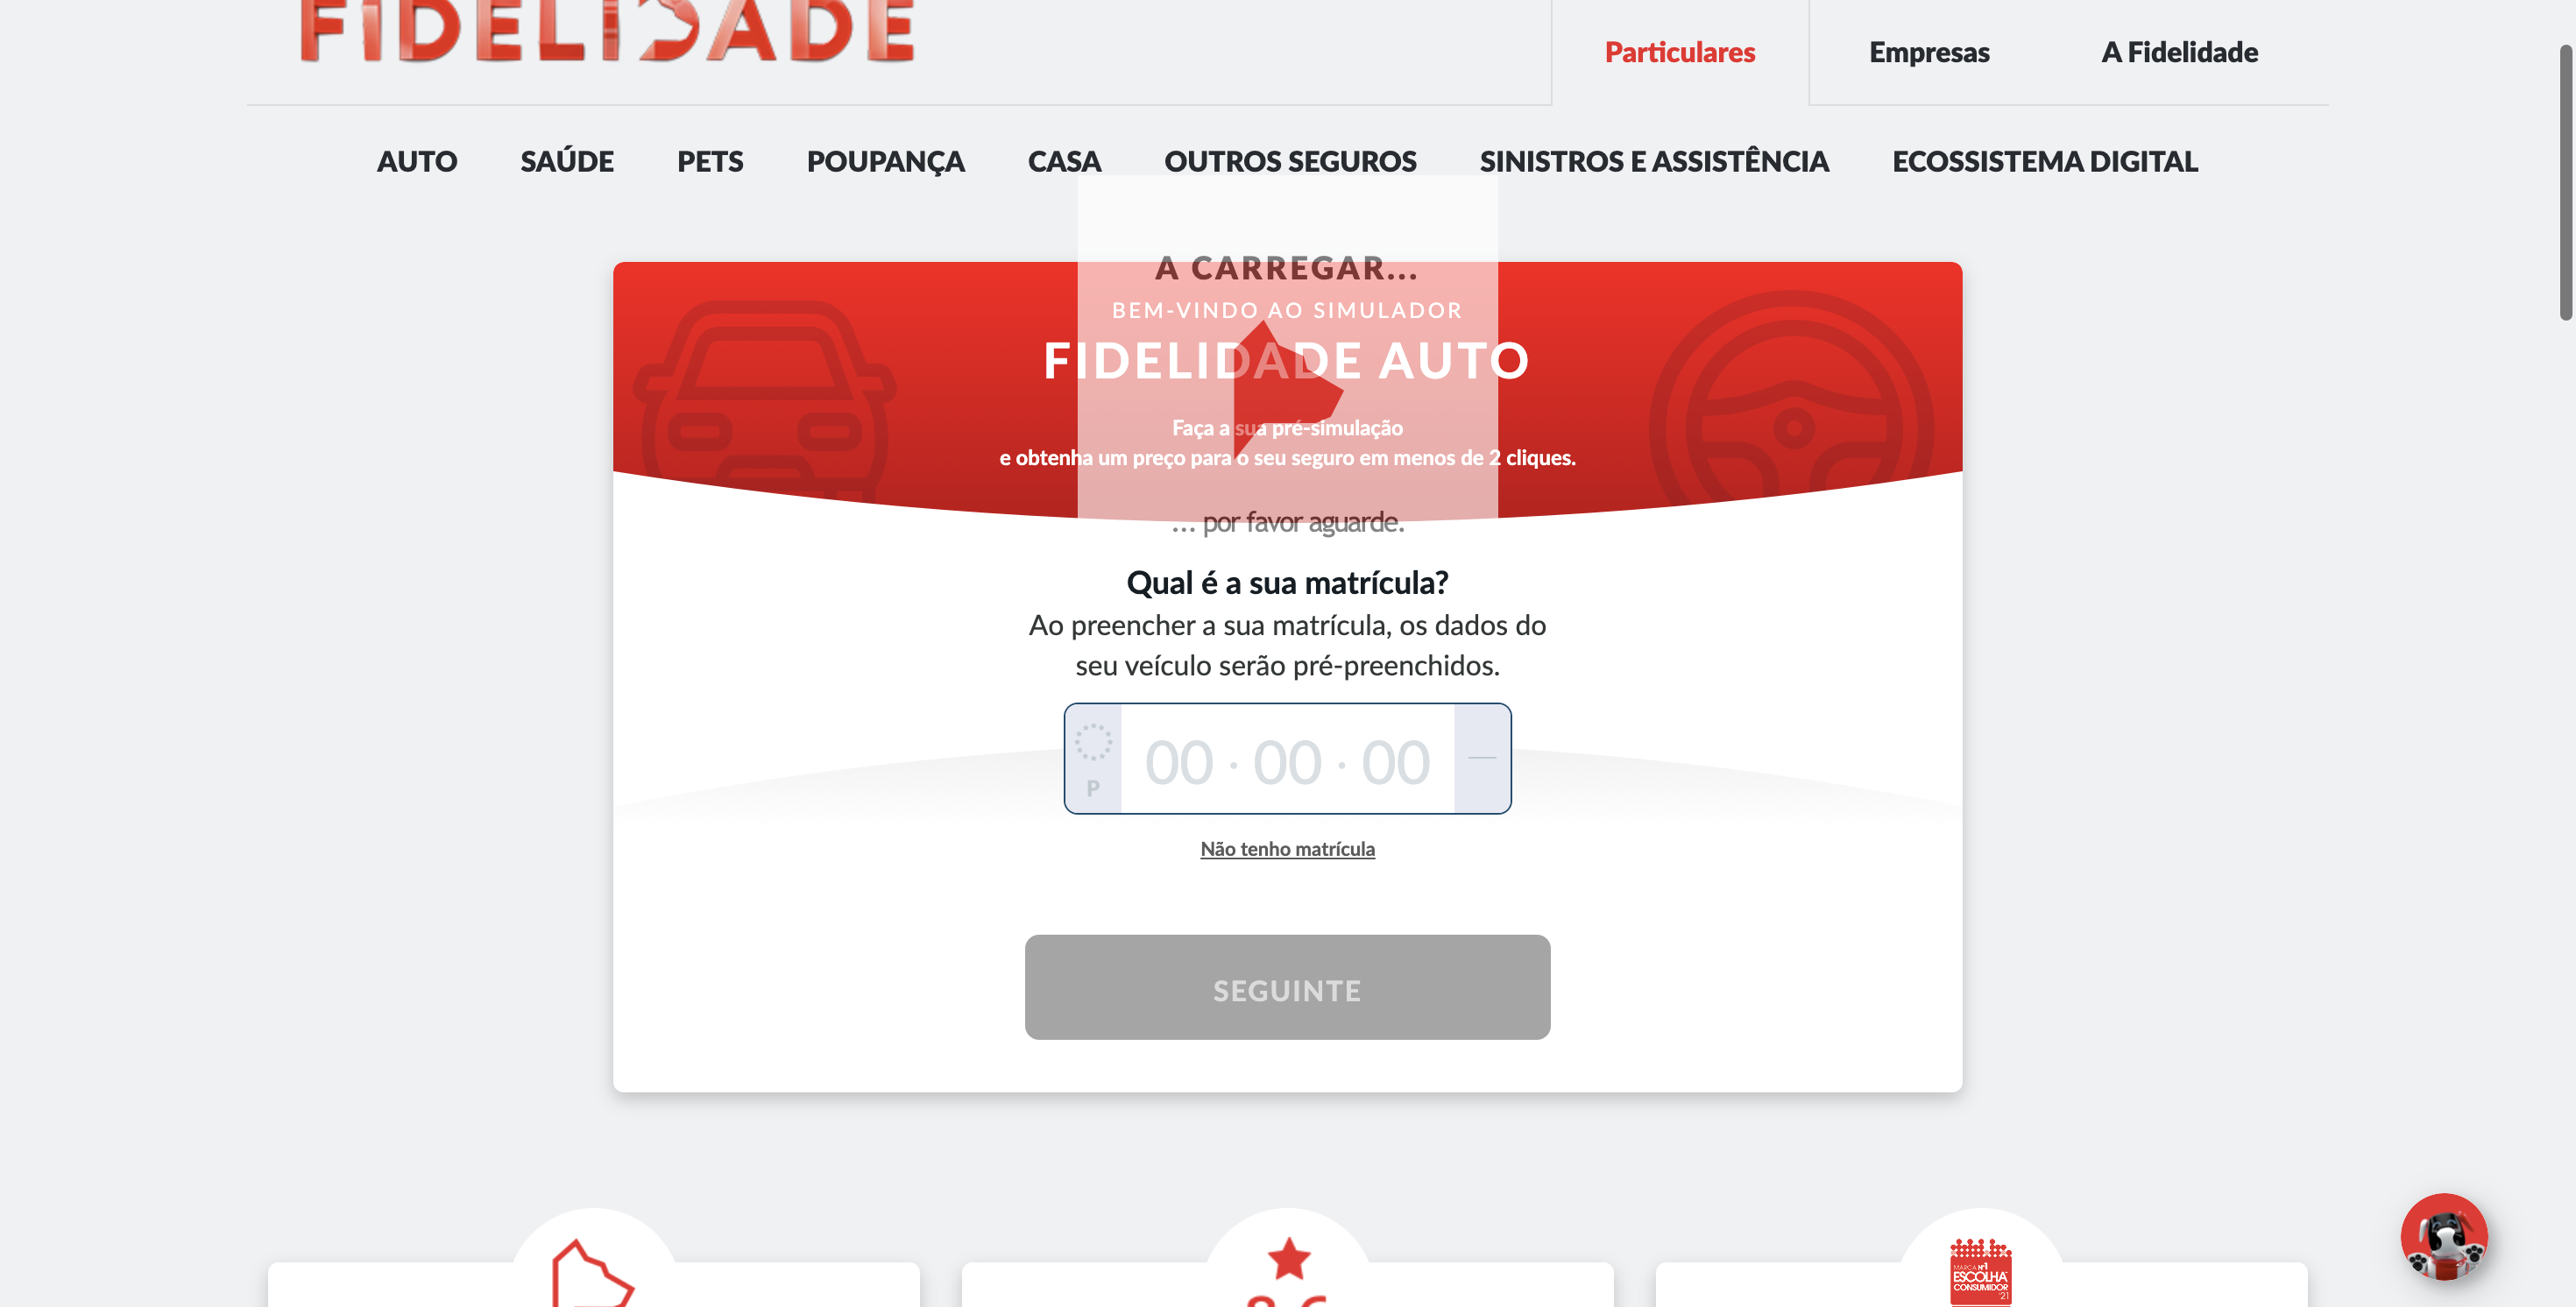 FIDELIDADE
Particulares
Empresas
A Fidelidade
AUTO
SAÚDE
PETS
POUPANÇA
CASA
OUTROS SEGUROS
SINISTROS E ASSISTÊNCIA
ECOSSISTEMA DIGITAL
A CARREGAR...
BEM-VINDO AO SIMULADOR
FIDELIDADE AUTO
Faça a sua pré-simulação
e obtenha um preço para o seu seguro em menos de 2 cliques.
... por favor aguarde.
Qual é a sua matrícula?
Ao preencher a sua matrícula, os dados do
seu veículo serão pré-preenchidos.
P
00 · 00 · 00
Não tenho matrícula
SEGUINTE
MARCA Nº1
ESCOLHA
CONSUMIDOR
'21